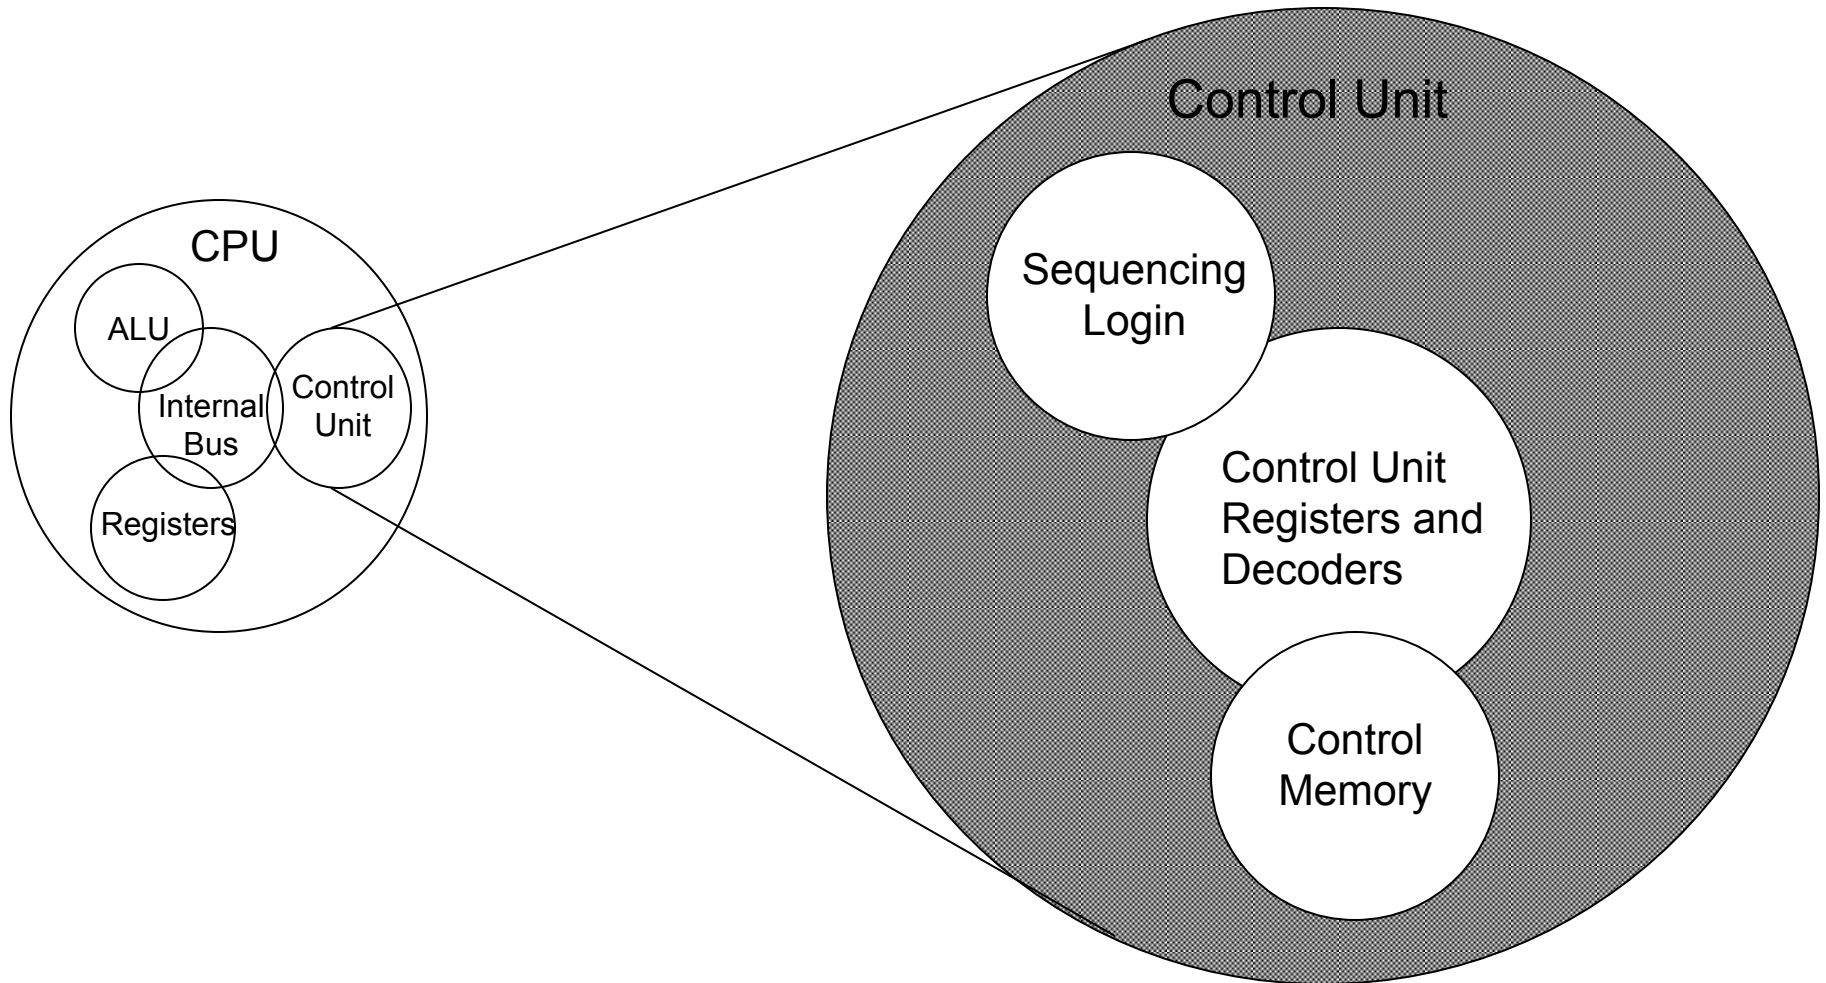 CPU
ALU
Internal
Bus
Control
Unit
Registers
Control Unit
Sequencing
Login
Control Unit
Registers and
Decoders
Control
Memory